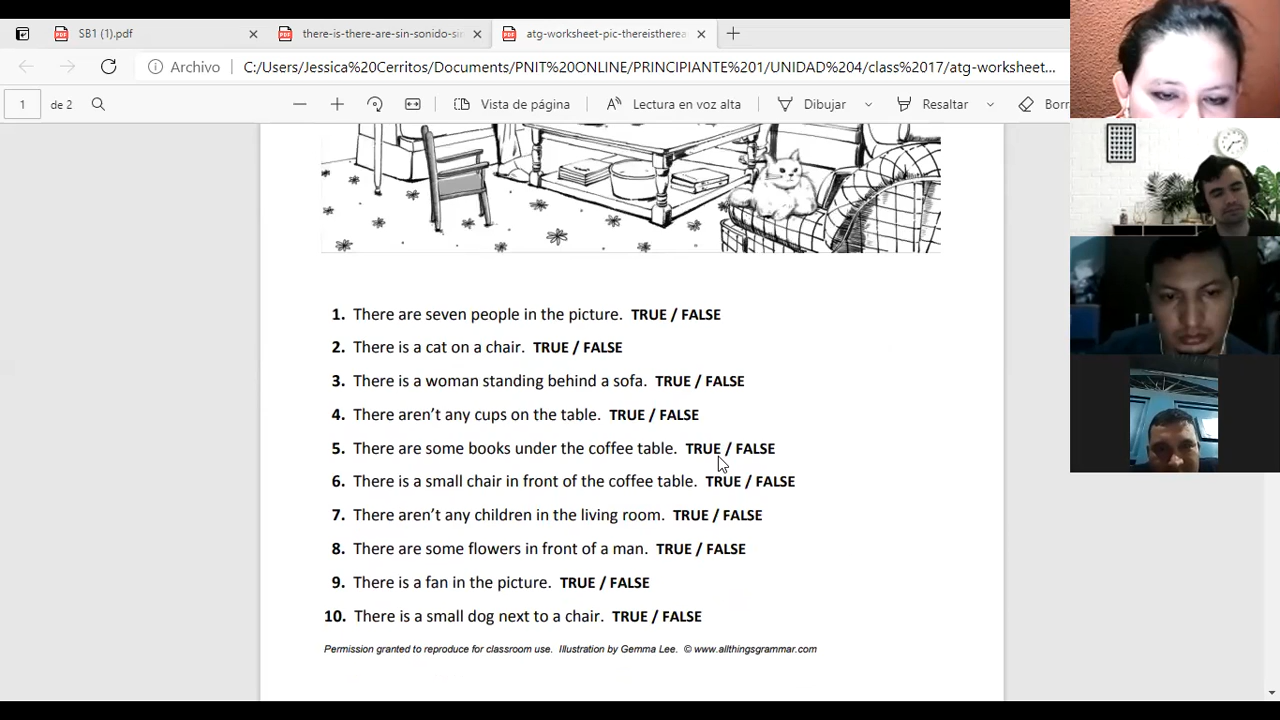 SB1 (1).pdf
there-is-there-are-sin-sonido-si
atg-worksheet-pic-thereistherea
Archivo
C:/Users/Jessica%20Cerritos/Documents/PNIT%20ONLINE/PRINCIPIANTE%201/UNIDAD%204/class%2017/atg-worksheet...
1 de 2
Vista de página
Lectura en voz alta
Dibujar
Resaltar
Borr
1. There are seven people in the picture. TRUE / FALSE
2. There is a cat on a chair. TRUE / FALSE
3. There is a woman standing behind a sofa. TRUE / FALSE
4. There aren't any cups on the table. TRUE / FALSE
5. There are some books under the coffee table. TRUE / FALSE
6. There is a small chair in front of the coffee table. TRUE / FALSE
7. There aren't any children in the living room. TRUE / FALSE
8. There are some flowers in front of a man. TRUE / FALSE
9. There is a fan in the picture. TRUE / FALSE
10. There is a small dog next to a chair. TRUE / FALSE
Permission granted to reproduce for classroom use. Illustration by Gemma Lee. © www.allthingsgrammar.com